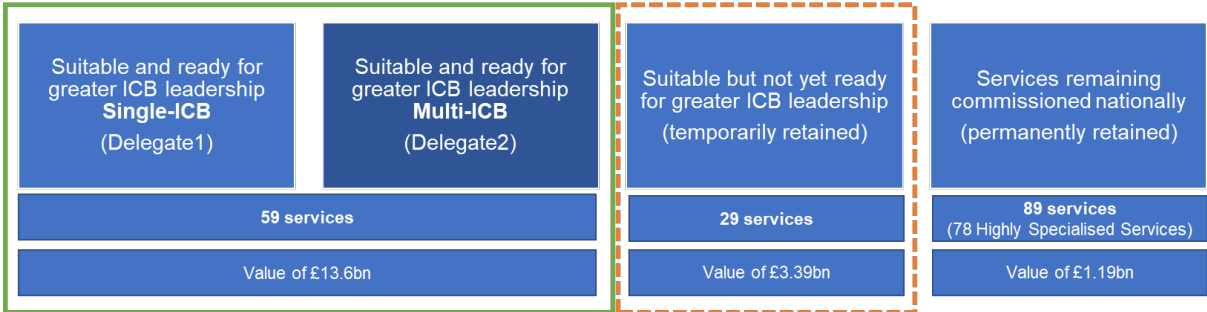 Suitable and ready for
greater ICB leadership
Single-ICB
(Delegate1)
Suitable and ready for
greater ICB leadership
Multi-ICB
(Delegate2)
Suitable but not yet ready
for greater ICB leadership
(temporarily retained)
Services remaining
commissioned nationally
(permanently retained)
59 services
29 services
89 services
(78 Highly Specialised Services)
Value of £13.6bn
Value of £3.39bn
Value of £1.19bn